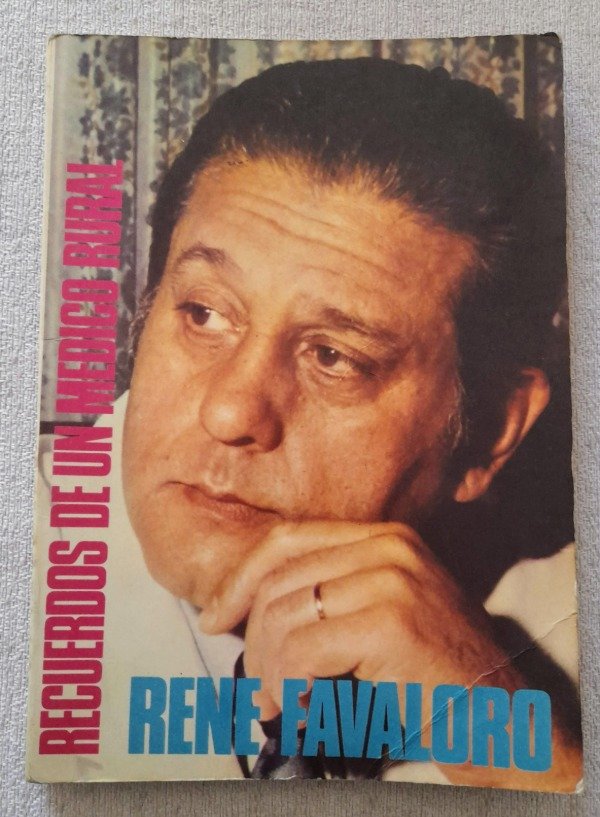 RECUERDOS DE UN MEDICO RURAL
RENE FAVALORO